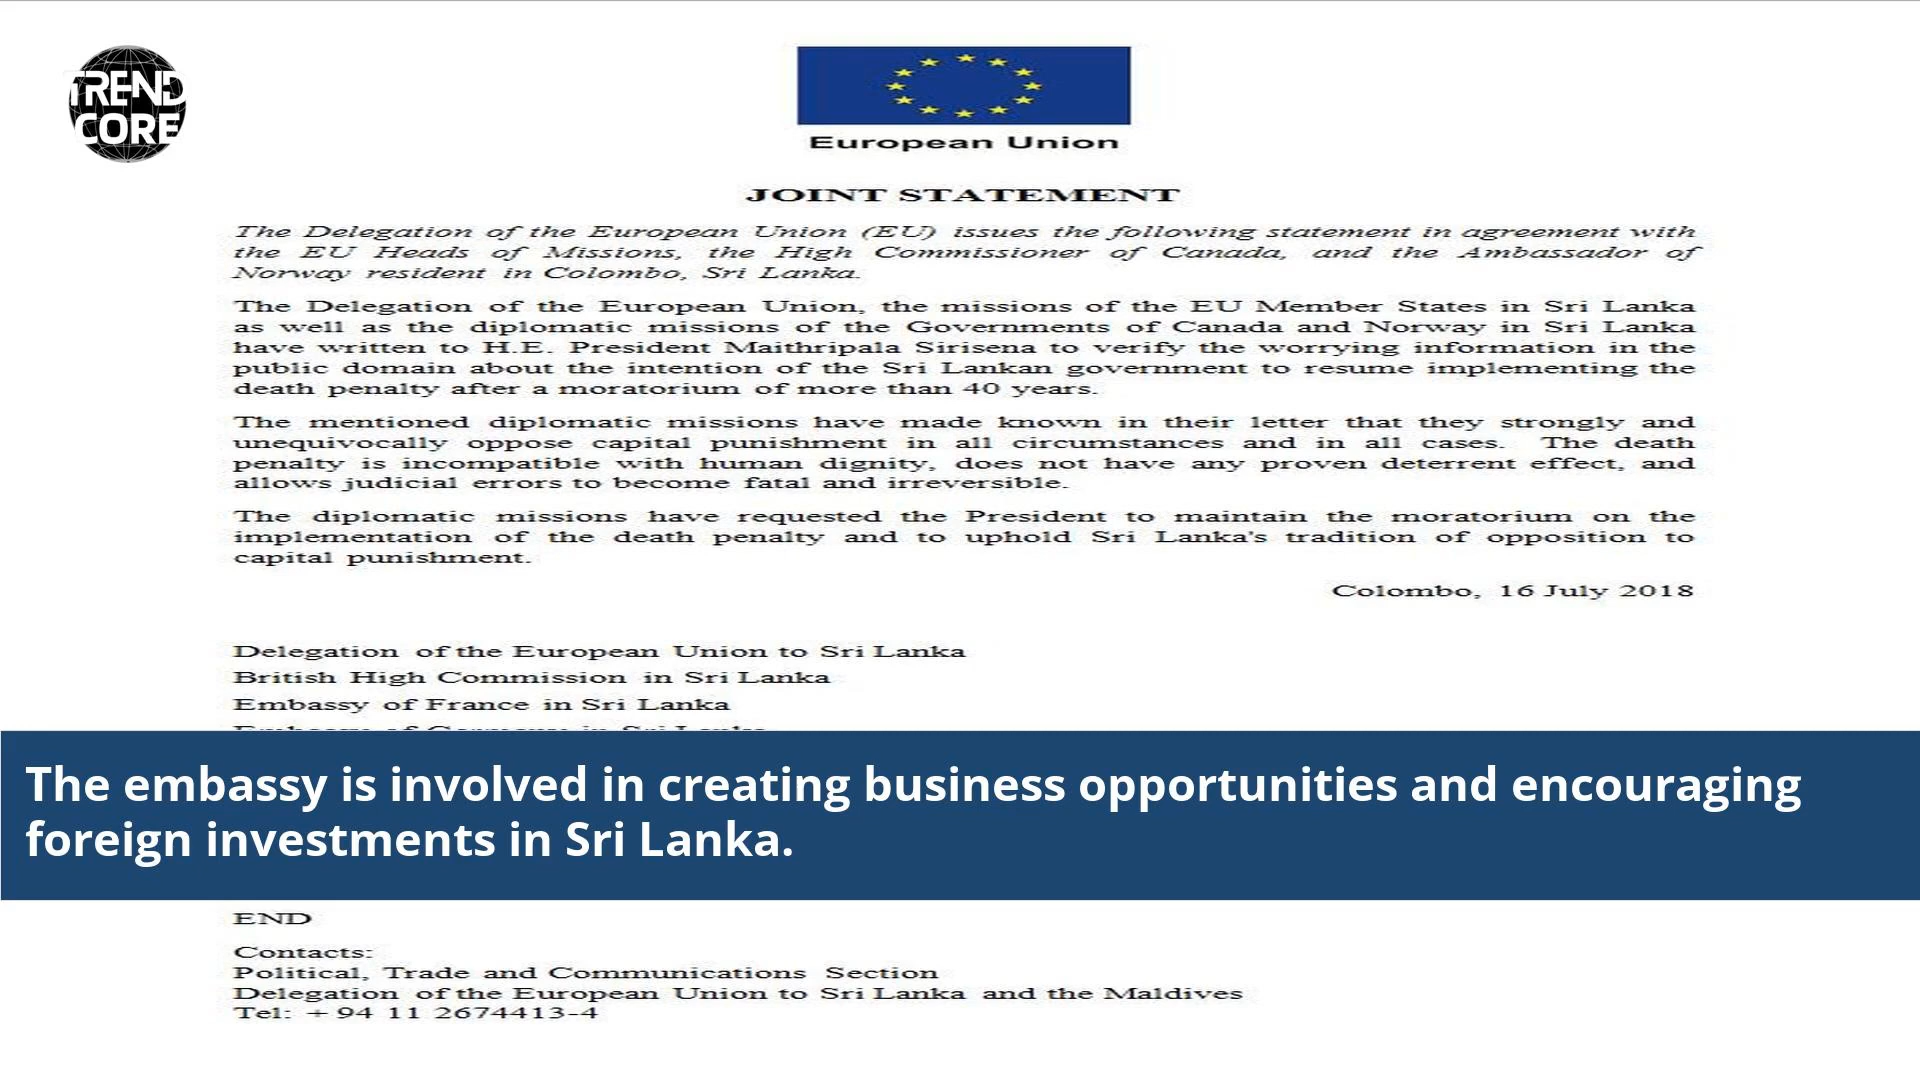 TREND
CORE
European Union
JOINT STATEMENT
The Delegation of the European Union (EU) issues the following statement in agreement with
the EU Heads of Missions, the High Commissioner of Canada, and the Ambassador of
Norway resident in Colombo, Sri Lanka.
The Delegation of the European Union, the missions of the EU Member States in Sri Lanka
as well as the diplomatic missions of the Governments of Canada and Norway in Sri Lanka
have written to H.E. President Maithripala Sirisena to verify the worrying information in the
public domain about the intention of the Sri Lankan government to resume implementing the
death penalty after a moratorium of more than 40 years.
The mentioned diplomatic missions have made known in their letter that they strongly and
unequivocally oppose capital punishment in all circumstances and in all cases. The death
penalty is incompatible with human dignity, does not have any proven deterrent effect, and
allows judicial errors to become fatal and irreversible.
The diplomatic missions have requested the President to maintain the moratorium on the
implementation of the death penalty and to uphold Sri Lanka's tradition of opposition to
capital punishment.
Colombo, 16 July 2018
Delegation of the European Union to Sri Lanka
British High Commission in Sri Lanka
Embassy of France in Sri Lanka
The embassy is involved in creating business opportunities and encouraging
foreign investments in Sri Lanka.
END
Contacts:
Political, Trade and Communications Section
Delegation of the European Union to Sri Lanka and the Maldives
Tel: + 94 11 2674413-4